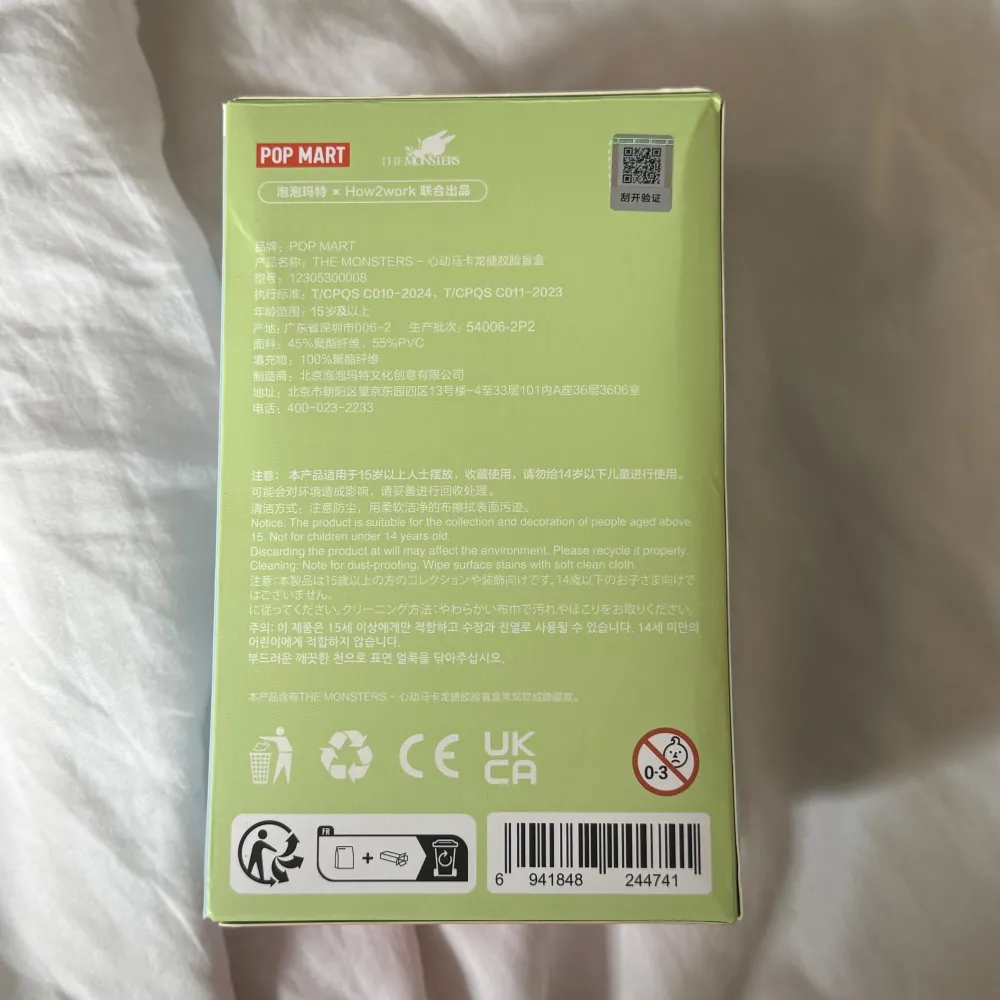 POP MART
THE MONSTERS
泡泡玛特 × How2work 联合出品
刮开验证
品牌：POP MART
产品名称：THE MONSTERS － 心动马卡龙搪胶脸盲盒
型号：12305300008
执行标准：T/CPQS C010-2024、T/CPQS C011-2023
年龄范围：15岁及以上
产地：广东省深圳市006-2 生产批次：54006-2P2
面料：45%聚酯纤维、55%PVC
填充物：100%聚酯纤维
制造商：北京泡泡玛特文化创意有限公司
地址：北京市朝阳区望京东园四区13号楼-4至33层101内A座36层3606室
电话：400-023-2233
注意： 本产品适用于15岁以上人士摆放，收藏使用，请勿给14岁以下儿童进行使用。
可能会对环境造成影响，请妥善进行回收处理。
清洁方式：注意防尘，用柔软洁净的布擦拭表面污迹。
Notice: The product is suitable for the collection and decoration of people aged above
15. Not for children under 14 years old.
Discarding the product at will may affect the environment. Please recycle it properly.
Cleaning: Note for dust-proofing. Wipe surface stains with soft clean cloth.
注意：本製品は15歳以上の方のコレクションや装飾向けです。14歳以下のお子さま向けで
はございません。
に従ってください。クリーニング方法：やわらかい布巾で汚れやほこりをお取りください。
주의: 이 제품은 15세 이상에게만 적합하고 수장과 진열로 사용될 수 있습니다. 14세 미만의
어린이에게 적합하지 않습니다.
부드러운 깨끗한 천으로 표면 얼룩을 닦아주십시오.
本产品含有THE MONSTERS － 心动马卡龙搪胶脸盲盒常规款或隐藏款。
CE
UK
CA
0-3
FR
6 941848 244741